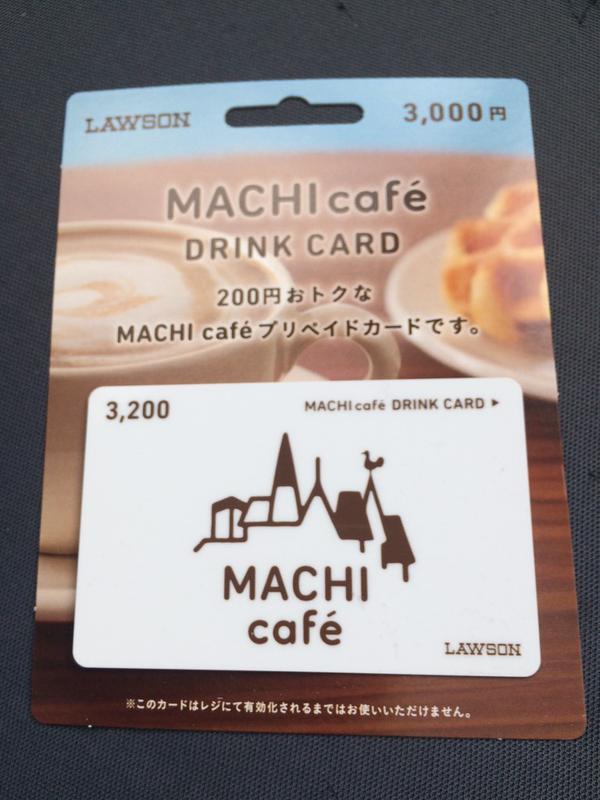 LAWSON
3,000円
MACHI café
DRINK CARD
200円おトクな
MACHI caféプリペイドカードです。
3,200
MACHI café DRINK CARD ▶
MACHI
café
LAWSON
※このカードはレジにて有効化されるまではお使いいただけません。